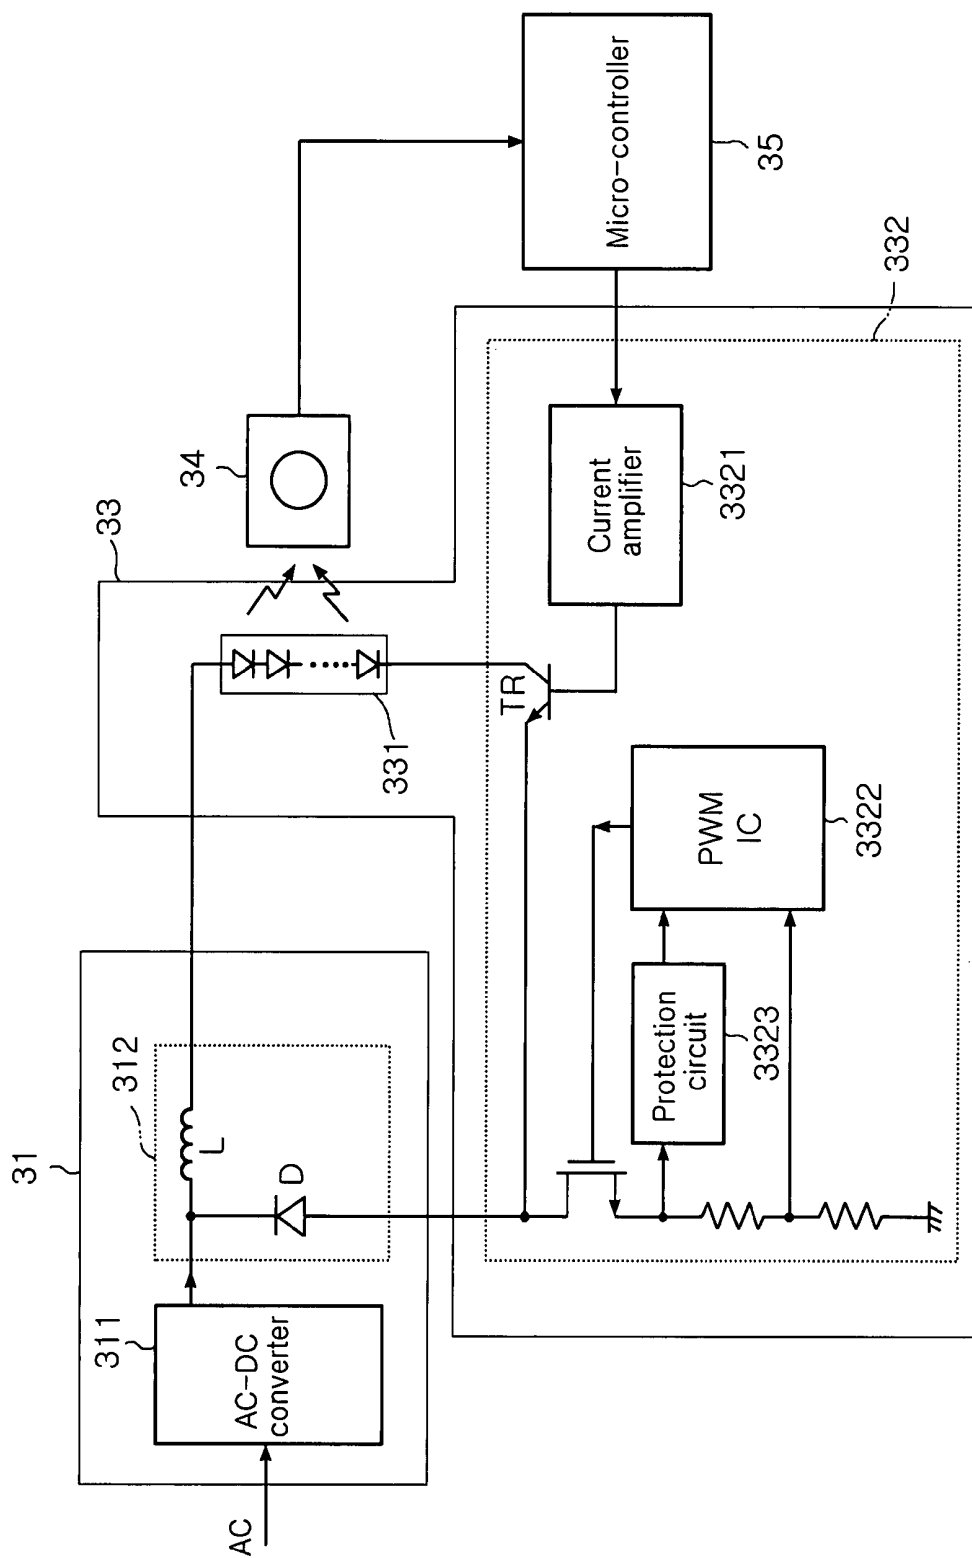 31
33
311
312
34
AC
AC-DC
converter
L
D
331
TR
Micro-controller
35
332
Current
amplifier
3321
PWM
IC
3322
Protection
circuit
3323